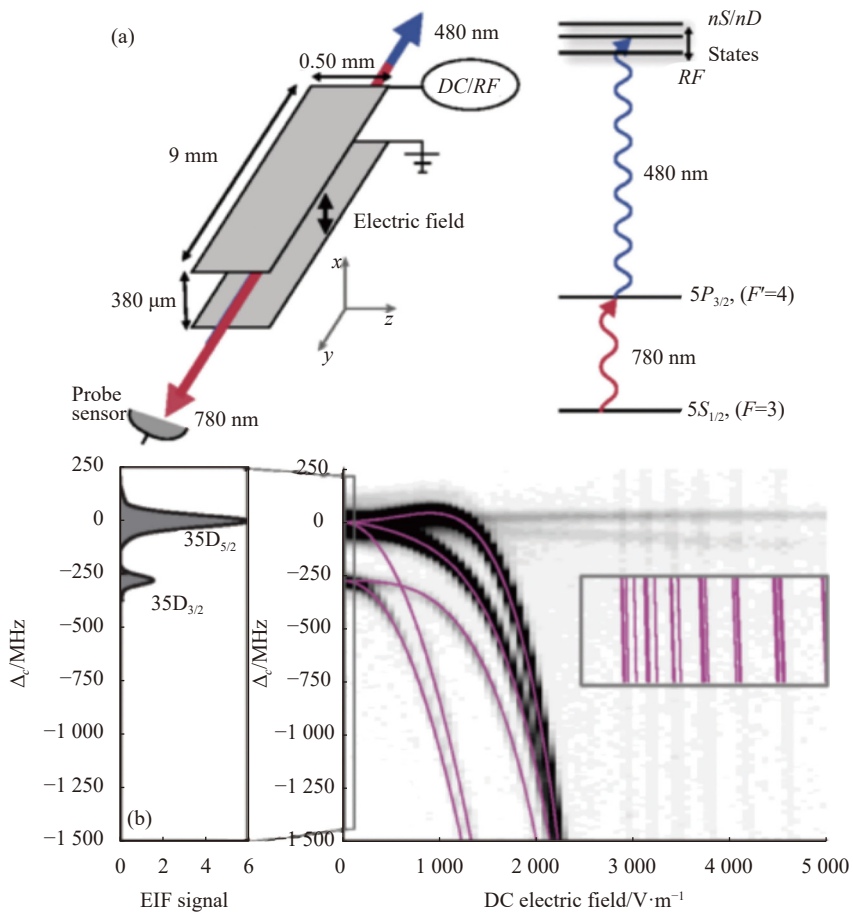 (a)
480 nm
0.50 mm
DC/RF
9 mm
Electric field
380 μm
x
z
y
Probe
sensor
780 nm
nS/nD
States
RF
480 nm
5P3/2, (F′=4)
780 nm
5S1/2, (F=3)
250
0
−250
−500
−750
−1 000
−1 250
−1 500
Δc/MHz
35D5/2
35D3/2
(b)
0 2 4 6
EIF signal
250
0
−250
−500
−750
−1 000
−1 250
−1 500
Δc/MHz
0 1 000 2 000 3 000 4 000 5 000
DC electric field/V·m−1